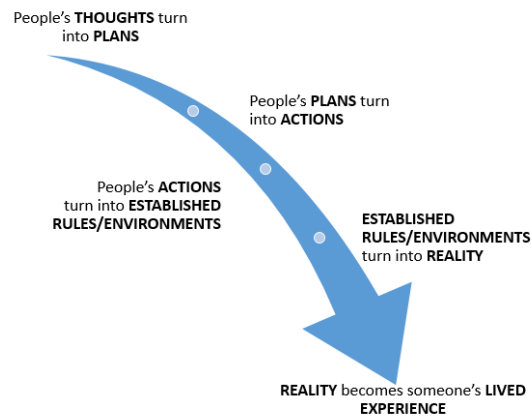 People’s THOUGHTS turn
into PLANS
People’s PLANS turn
into ACTIONS
People’s ACTIONS
turn into ESTABLISHED
RULES/ENVIRONMENTS
ESTABLISHED
RULES/ENVIRONMENTS
turn into REALITY
REALITY becomes someone’s LIVED
EXPERIENCE